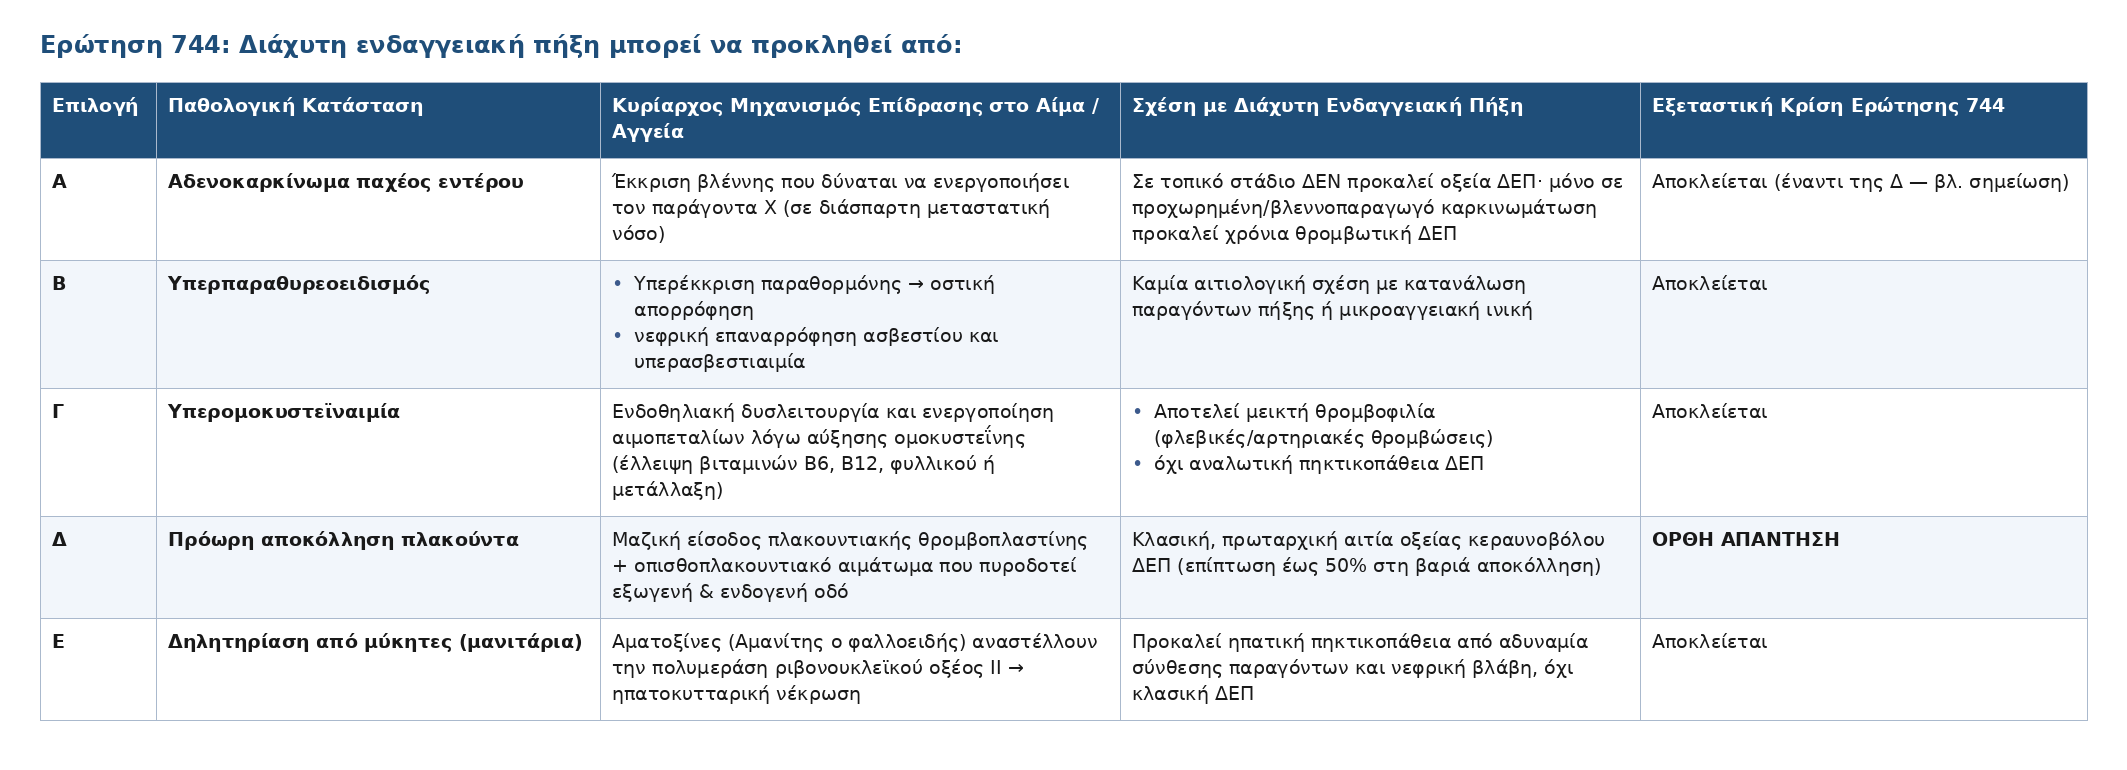 Ερώτηση 744: Διάχυτη ενδαγγειακή πήξη μπορεί να προκληθεί από:
Επιλογή
Παθολογική Κατάσταση
Κυρίαρχος Μηχανισμός Επίδρασης στο Αίμα /
Αγγεία
Σχέση με Διάχυτη Ενδαγγειακή Πήξη
Εξεταστική Κρίση Ερώτησης 744
Α
Αδενοκαρκίνωμα παχέος εντέρου
Έκκριση βλέννης που δύναται να ενεργοποιήσει
τον παράγοντα Χ (σε διάσπαρτη μεταστατική
νόσο)
Σε τοπικό στάδιο ΔΕΝ προκαλεί οξεία ΔΕΠ· μόνο σε
προχωρημένη/βλεννοπαραγωγό καρκινωμάτωση
προκαλεί χρόνια θρομβωτική ΔΕΠ
Αποκλείεται (έναντι της Δ — βλ. σημείωση)
Β
Υπερπαραθυρεοειδισμός
• Υπερέκκριση παραθορμόνης → οστική
απορρόφηση
• νεφρική επαναρρόφηση ασβεστίου και
υπερασβεστιαιμία
Καμία αιτιολογική σχέση με κατανάλωση
παραγόντων πήξης ή μικροαγγειακή ινική
Αποκλείεται
Γ
Υπερομοκυστεϊναιμία
Ενδοθηλιακή δυσλειτουργία και ενεργοποίηση
αιμοπεταλίων λόγω αύξησης ομοκυστεΐνης
(έλλειψη βιταμινών Β6, Β12, φυλλικού ή
μετάλλαξη)
• Αποτελεί μεικτή θρομβοφιλία
(φλεβικές/αρτηριακές θρομβώσεις)
• όχι αναλωτική πηκτικοπάθεια ΔΕΠ
Αποκλείεται
Δ
Πρόωρη αποκόλληση πλακούντα
Μαζική είσοδος πλακουντιακής θρομβοπλαστίνης
+ οπισθοπλακουντιακό αιμάτωμα που πυροδοτεί
εξωγενή & ενδογενή οδό
Κλασική, πρωταρχική αιτία οξείας κεραυνοβόλου
ΔΕΠ (επίπτωση έως 50% στη βαριά αποκόλληση)
ΟΡΘΗ ΑΠΑΝΤΗΣΗ
Ε
Δηλητηρίαση από μύκητες (μανιτάρια)
Αματοξίνες (Αμανίτης ο φαλλοειδής) αναστέλλουν
την πολυμεράση ριβονουκλεϊκού οξέος ΙΙ →
ηπατοκυτταρική νέκρωση
Προκαλεί ηπατική πηκτικοπάθεια από αδυναμία
σύνθεσης παραγόντων και νεφρική βλάβη, όχι
κλασική ΔΕΠ
Αποκλείεται